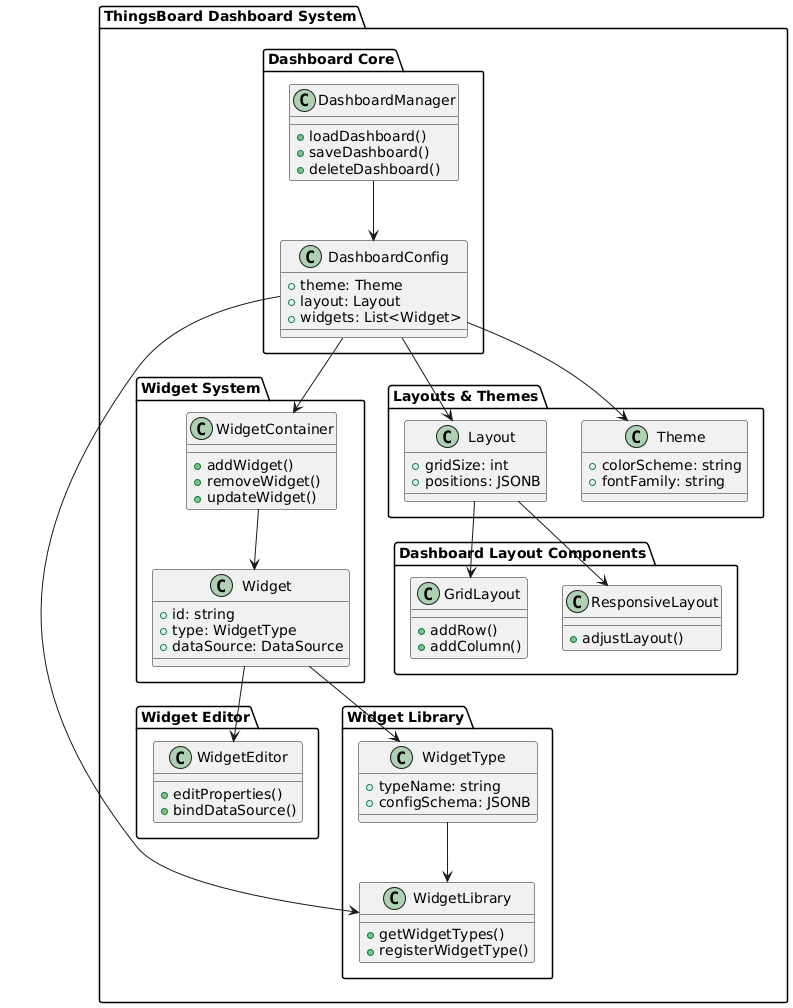 ThingsBoard Dashboard System
Dashboard Core
C DashboardManager
loadDashboard()
saveDashboard()
deleteDashboard()
C DashboardConfig
theme: Theme
layout: Layout
widgets: List<Widget>
Widget System
C WidgetContainer
addWidget()
removeWidget()
updateWidget()
C Widget
id: string
type: WidgetType
dataSource: DataSource
Layouts & Themes
C Layout
gridSize: int
positions: JSONB
C Theme
colorScheme: string
fontFamily: string
Dashboard Layout Components
C GridLayout
addRow()
addColumn()
C ResponsiveLayout
adjustLayout()
Widget Editor
C WidgetEditor
editProperties()
bindDataSource()
Widget Library
C WidgetType
typeName: string
configSchema: JSONB
C WidgetLibrary
getWidgetTypes()
registerWidgetType()